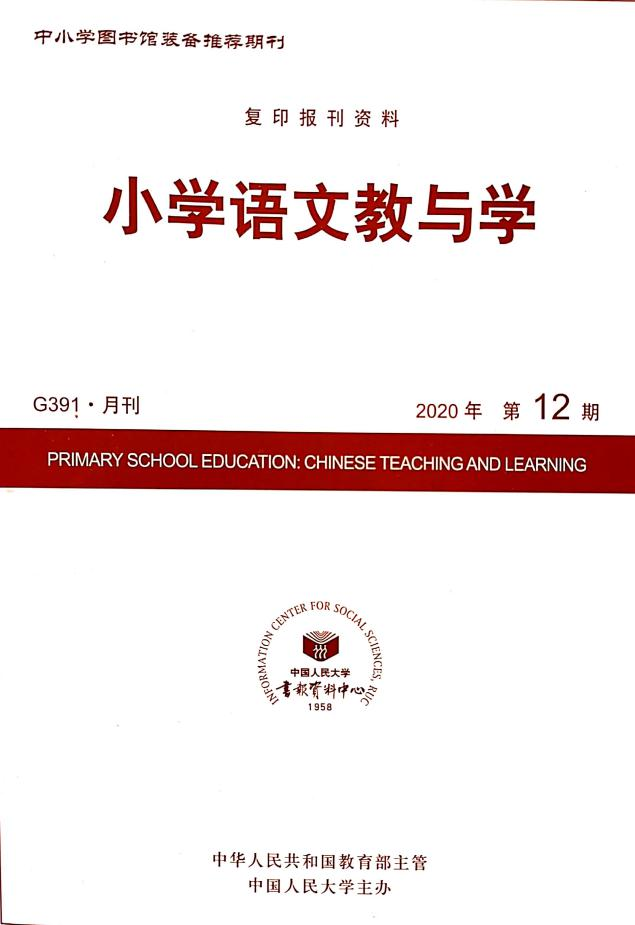 中小学图书馆装备推荐期刊
复印报刊资料
小学语文教与学
G391·月刊
2020年 第12期
PRIMARY SCHOOL EDUCATION: CHINESE TEACHING AND LEARNING
INFORMATION CENTER FOR SOCIAL SCIENCES, RUC
中国人民大学
書報資料中心
1958
中华人民共和国教育部主管
中国人民大学主办